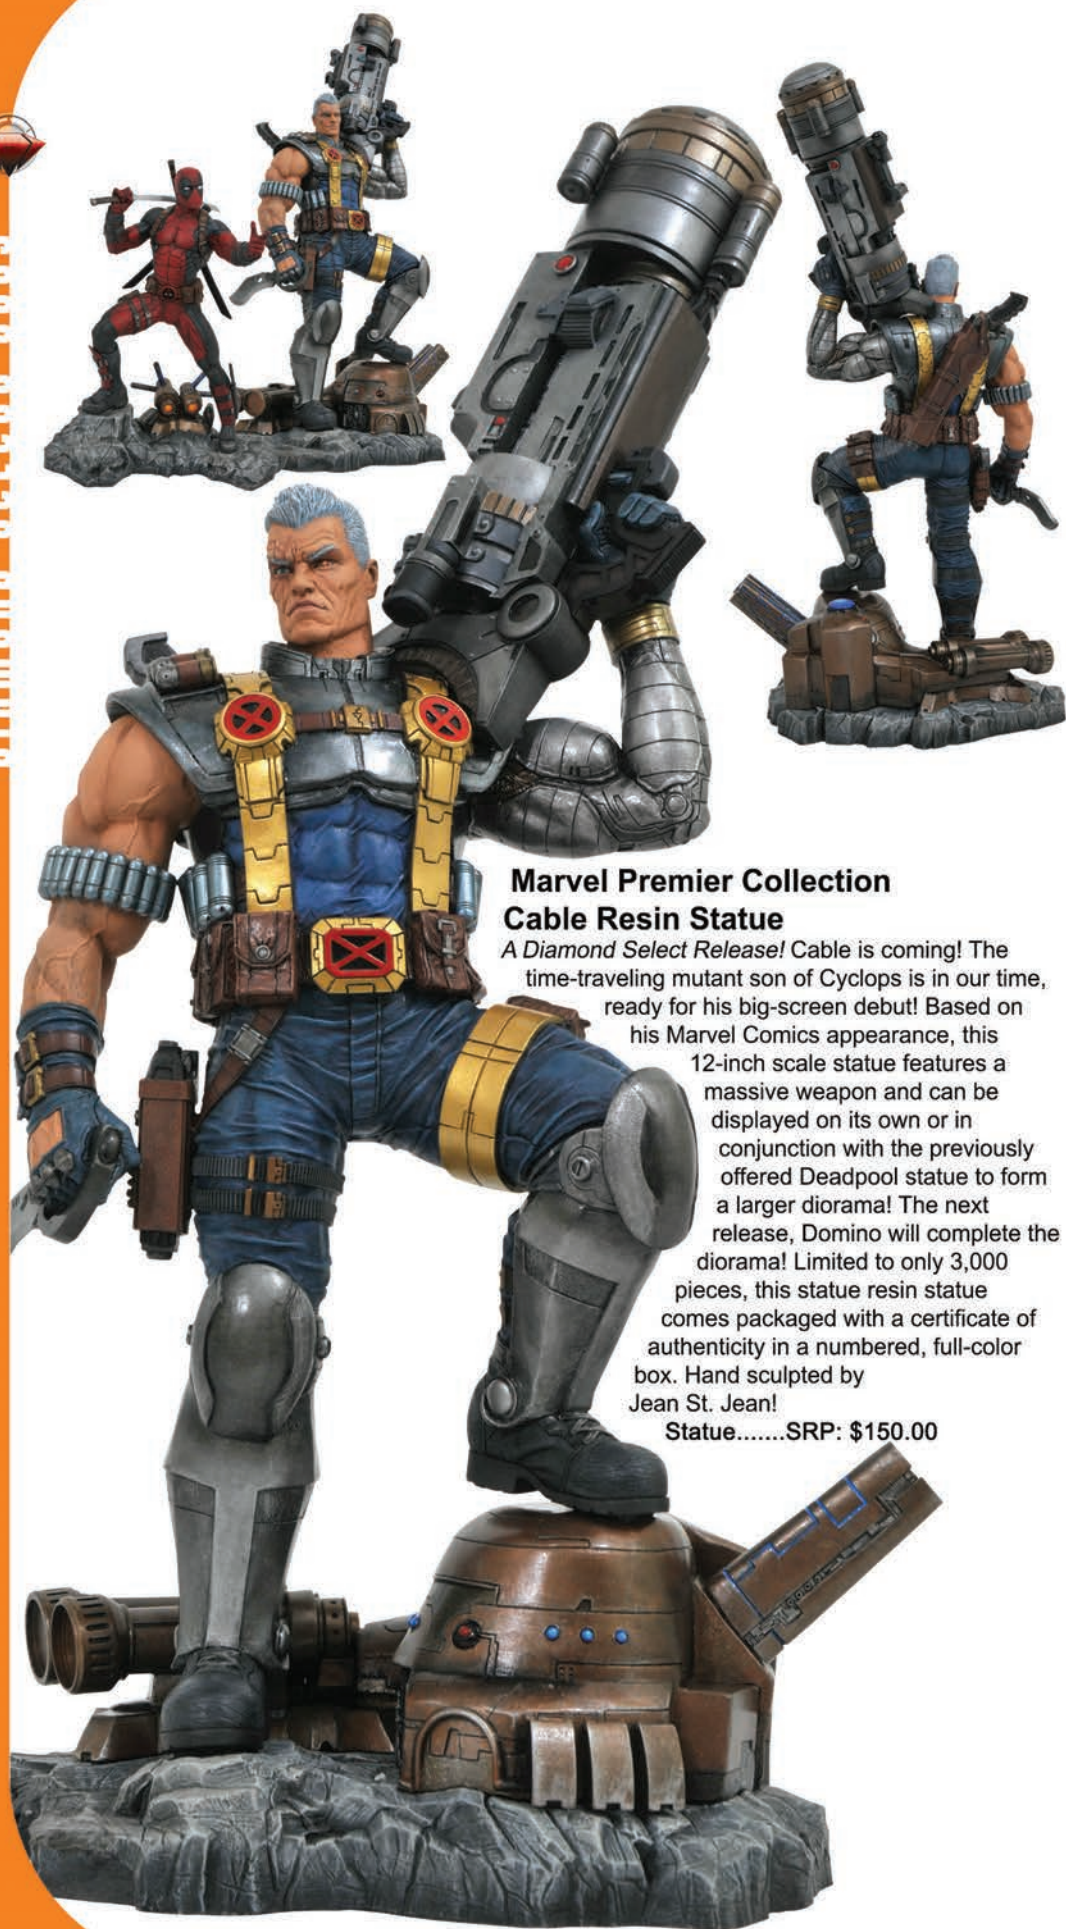 Marvel Premier Collection
Cable Resin Statue
A Diamond Select Release! Cable is coming! The
time-traveling mutant son of Cyclops is in our time,
ready for his big-screen debut! Based on
his Marvel Comics appearance, this
12-inch scale statue features a
massive weapon and can be
displayed on its own or in
conjunction with the previously
offered Deadpool statue to form
a larger diorama! The next
release, Domino will complete the
diorama! Limited to only 3,000
pieces, this statue resin statue
comes packaged with a certificate of
authenticity in a numbered, full-color
box. Hand sculpted by
Jean St. Jean!
Statue.......SRP: $150.00